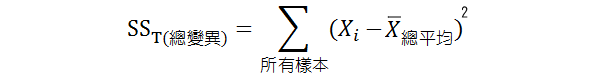 SS_T(總變異) = ∑_所有樣本 (X_i − X̄_總平均)^2